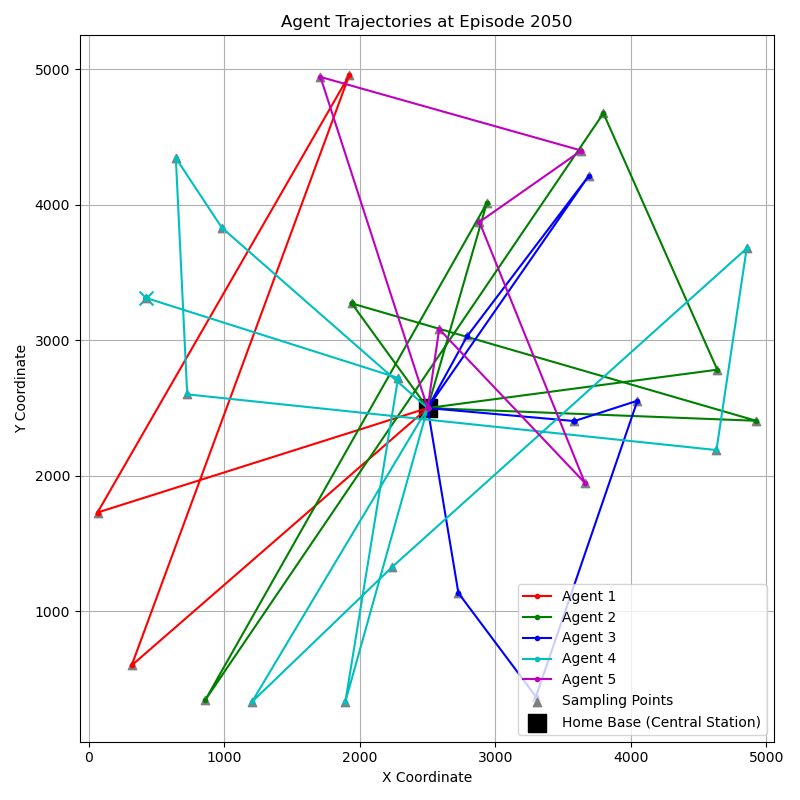 Agent Trajectories at Episode 2050
Y Coordinate
5000
4000
3000
2000
1000
0 1000 2000 3000 4000 5000
X Coordinate
Agent 1
Agent 2
Agent 3
Agent 4
Agent 5
Sampling Points
Home Base (Central Station)